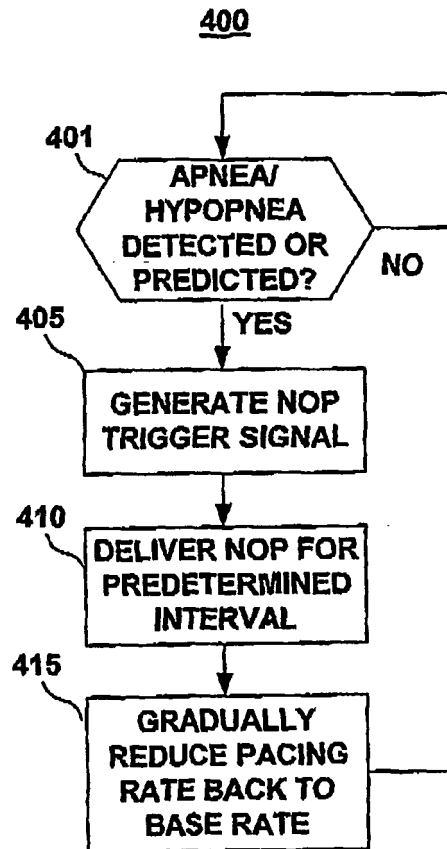 400
401
APNEA/
HYPOPNEA
DETECTED OR
PREDICTED?
NO
YES
405
GENERATE NOP
TRIGGER SIGNAL
410
DELIVER NOP FOR
PREDETERMINED
INTERVAL
415
GRADUALLY
REDUCE PACING
RATE BACK TO
BASE RATE